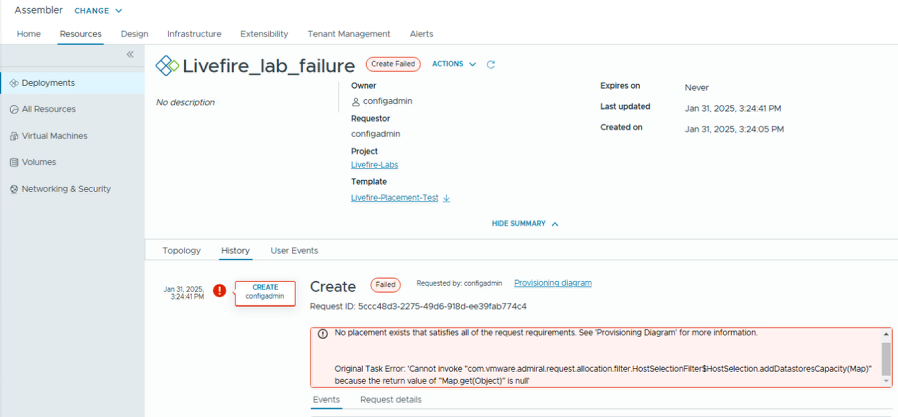 Assembler CHANGE
Home Resources Design Infrastructure Extensibility Tenant Management Alerts
Deployments
All Resources
Virtual Machines
Volumes
Networking & Security
Livefire_lab_failure Create Failed ACTIONS
No description
Owner
configadmin
Requestor
configadmin
Project
Livefire-Labs
Template
Livefire-Placement-Test
Expires on Never
Last updated Jan 31, 2025, 3:24:41 PM
Created on Jan 31, 2025, 3:24:05 PM
HIDE SUMMARY
Topology History User Events
Jan 31, 2025,
3:24:41 PM
CREATE
configadmin
Create Failed Requested by: configadmin Provisioning diagram
Request ID: 5ccc48d3-2275-49d6-918d-ee39fab774c4
No placement exists that satisfies all of the request requirements. See 'Provisioning Diagram' for more information.
Original Task Error: 'Cannot invoke "com.vmware.admiral.request.allocation.filter.HostSelectionFilter$HostSelection.addDatastoresCapacity(Map)"
because the return value of "Map.get(Object)" is null'
Events Request details